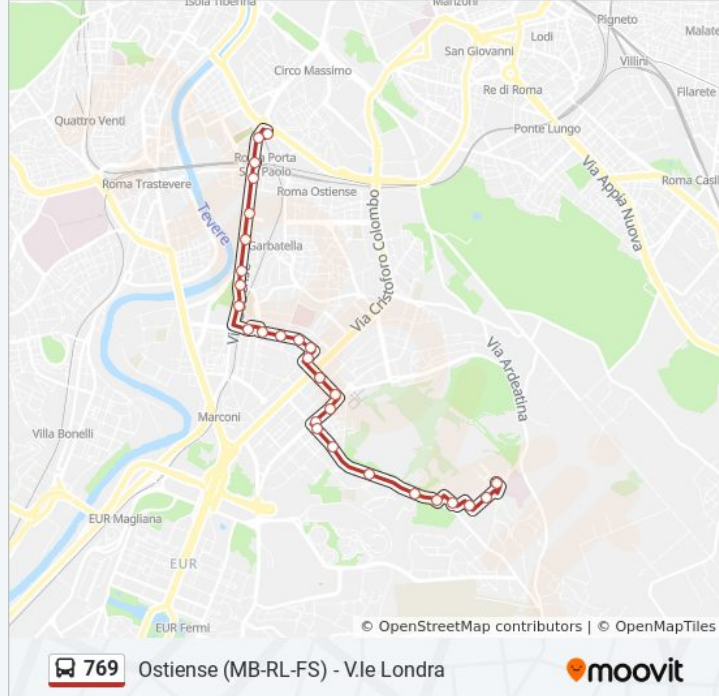 Isola Tiberina
Manzoni
Pigneto
Lodi
Malate
San Giovanni
Villini
Circo Massimo
Re di Roma
Filarete
Quattro Venti
Ponte Lungo
Roma Porta
San Paolo
Roma Trastevere
Roma Ostiense
Via Appia Nuova
Roma Casil
Tevere
Garbatella
Via Cristoforo Colombo
Via Ardeatina
Marconi
Villa Bonelli
EUR Magliana
EUR
EUR Fermi
© OpenStreetMap contributors | © OpenMapTiles
769 Ostiense (MB-RL-FS) - V.le Londra
moovit